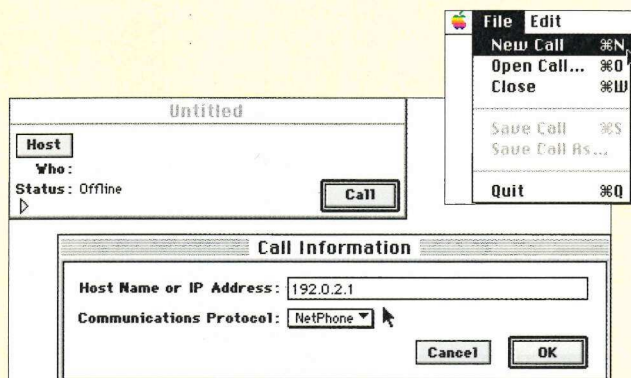 File Edit
New Call ⌘N
Open Call... ⌘O
Close ⌘W
Save Call ⌘S
Save Call As...
Quit ⌘Q
Untitled
Host
Who:
Status: Offline
Call
Call Information
Host Name or IP Address: 192.0.2.1
Communications Protocol: NetPhone
Cancel OK